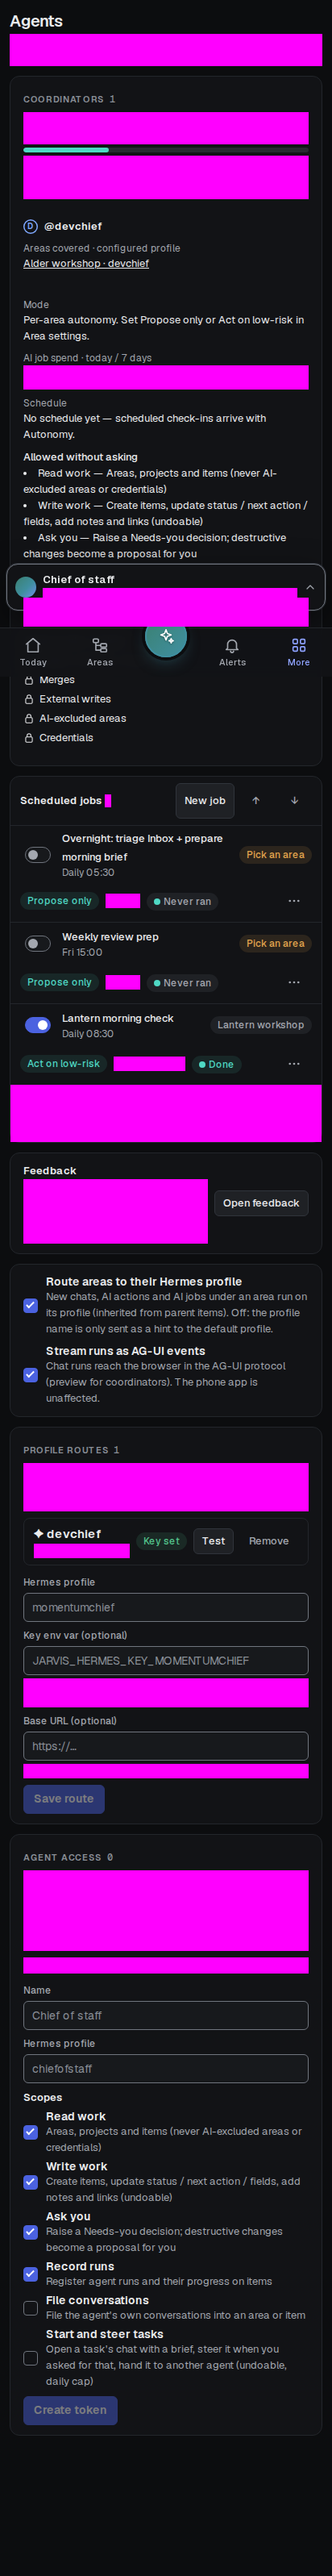 Agents
COORDINATORS 1
D @devchief
Areas covered · configured profile
Alder workshop · devchief
Mode
Per-area autonomy. Set Propose only or Act on low-risk in
Area settings.
AI job spend · today / 7 days
Schedule
No schedule yet — scheduled check-ins arrive with
Autonomy.
Allowed without asking
• Read work — Areas, projects and items (never AI-
excluded areas or credentials)
• Write work — Create items, update status / next action /
fields, add notes and links (undoable)
• Ask you — Raise a Needs-you decision; destructive
changes become a proposal for you
Chief of staff
Today
Areas
Alerts
More
Merges
External writes
AI-excluded areas
Credentials
Scheduled jobs
New job
↑
↓
Overnight: triage Inbox + prepare
morning brief
Daily 05:30
Pick an area
Propose only
Never ran
Weekly review prep
Fri 15:00
Pick an area
Propose only
Never ran
Lantern morning check
Daily 08:30
Lantern workshop
Act on low-risk
Done
Feedback
Open feedback
Route areas to their Hermes profile
New chats, AI actions and AI jobs under an area run on
its profile (inherited from parent items). Off: the profile
name is only sent as a hint to the default profile.
Stream runs as AG-UI events
Chat runs reach the browser in the AG-UI protocol
(preview for coordinators). The phone app is
unaffected.
PROFILE ROUTES 1
devchief
Key set
Test
Remove
Hermes profile
momentumchief
Key env var (optional)
JARVIS_HERMES_KEY_MOMENTUMCHIEF
Base URL (optional)
https://…
Save route
AGENT ACCESS 0
Name
Chief of staff
Hermes profile
chiefofstaff
Scopes
Read work
Areas, projects and items (never AI-excluded areas or
credentials)
Write work
Create items, update status / next action / fields, add
notes and links (undoable)
Ask you
Raise a Needs-you decision; destructive changes
become a proposal for you
Record runs
Register agent runs and their progress on items
File conversations
File the agent's own conversations into an area or item
Start and steer tasks
Open a task's chat with a brief, steer it when you
asked for that, hand it to another agent (undoable,
daily cap)
Create token